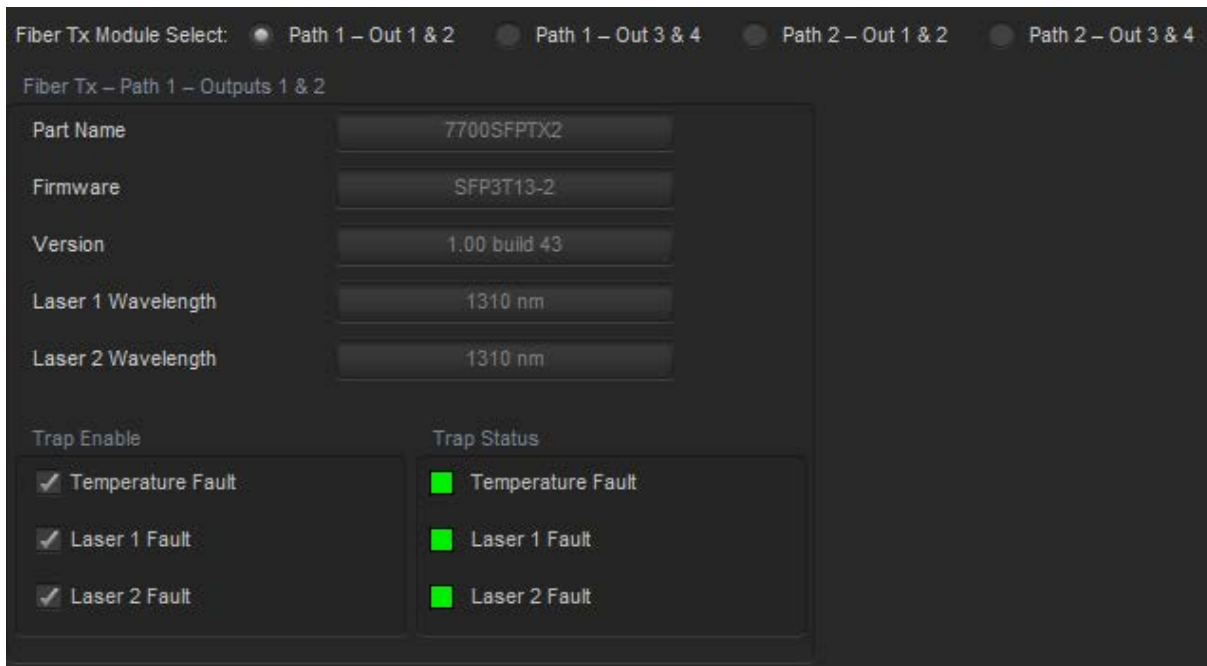 Fiber Tx Module Select: Path 1 – Out 1 & 2 Path 1 – Out 3 & 4 Path 2 – Out 1 & 2 Path 2 – Out 3 & 4
Fiber Tx – Path 1 – Outputs 1 & 2
Part Name 7700SFPTX2
Firmware SFP3T13-2
Version 1.00 build 43
Laser 1 Wavelength 1310 nm
Laser 2 Wavelength 1310 nm
Trap Enable Trap Status
Temperature Fault Temperature Fault
Laser 1 Fault Laser 1 Fault
Laser 2 Fault Laser 2 Fault